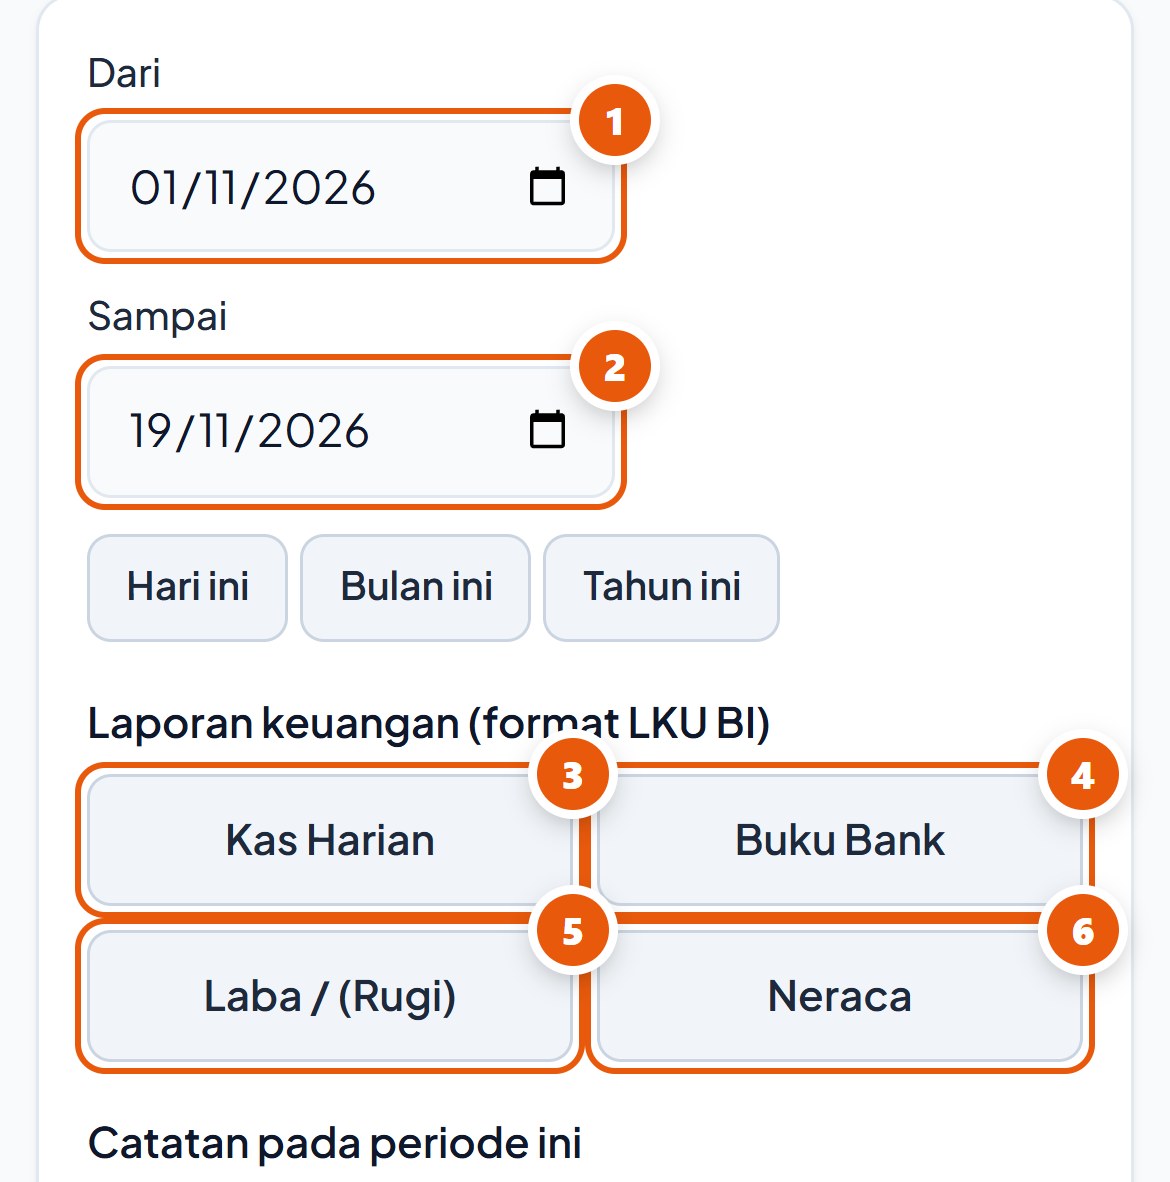 Dari
1
01/11/2026
Sampai
2
19/11/2026
Hari ini Bulan ini Tahun ini
Laporan keuangan (format LKU BI)
3 4
Kas Harian Buku Bank
5 6
Laba / (Rugi) Neraca
Catatan pada periode ini